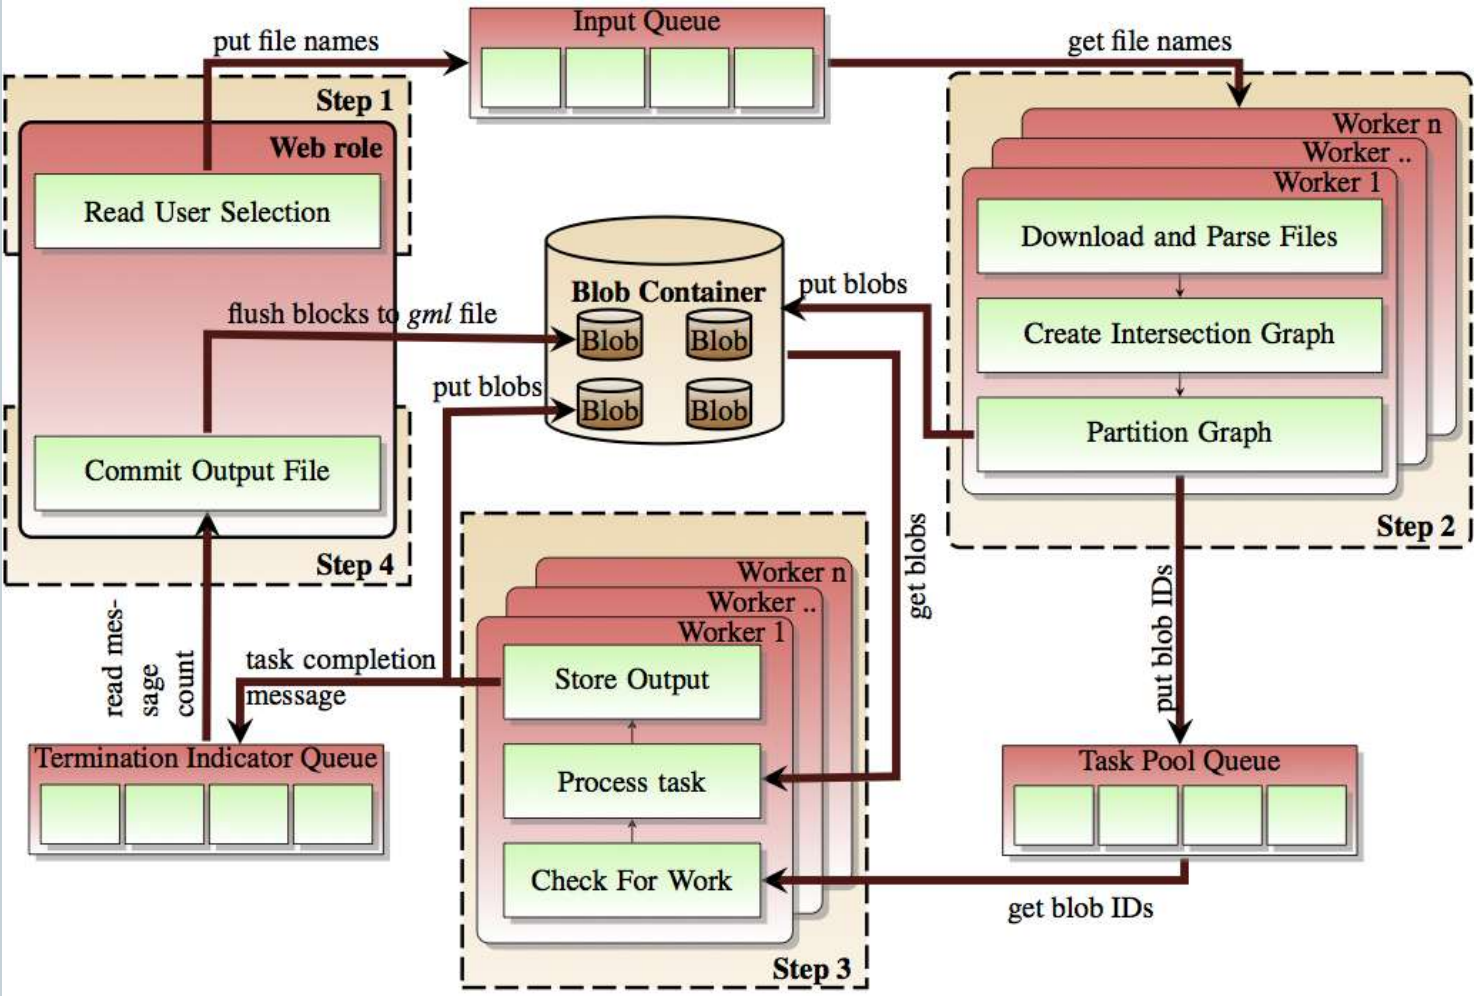 Input Queue
put file names
get file names
Step 1
Web role
Read User Selection
Worker n
Worker ..
Worker 1
Download and Parse Files
Create Intersection Graph
Partition Graph
Step 2
Blob Container
Blob
Blob
Blob
Blob
put blobs
flush blocks to gml file
put blobs
Commit Output File
Step 4
get blobs
put blob IDs
read mes-
sage
count
task completion
message
Worker n
Worker ..
Worker 1
Store Output
Process task
Check For Work
Step 3
Termination Indicator Queue
Task Pool Queue
get blob IDs